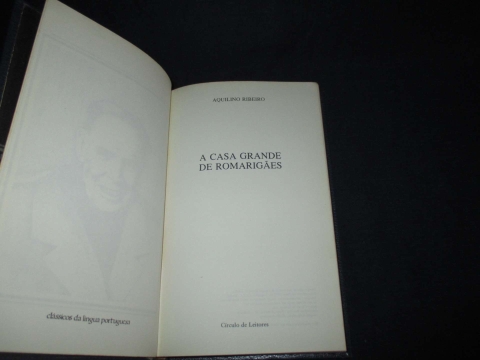 clássicos da língua portuguesa
AQUILINO RIBEIRO
A CASA GRANDE
DE ROMARIGÃES
Círculo de Leitores